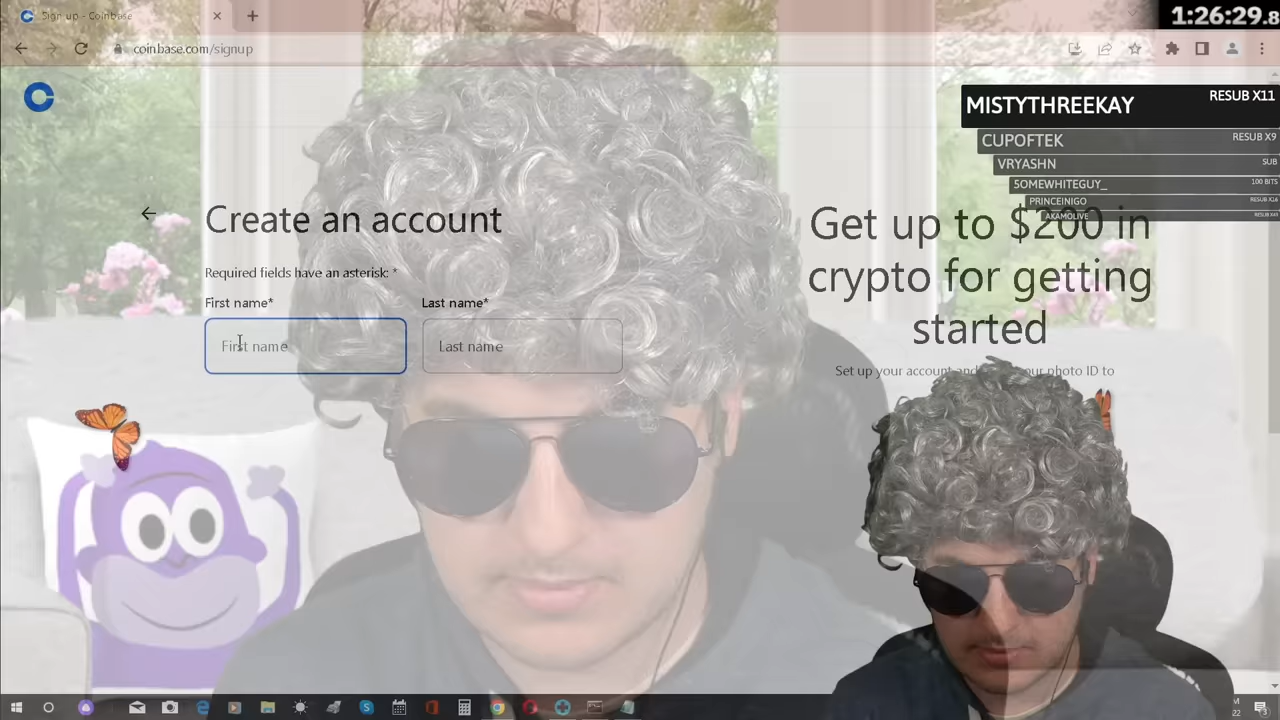 Sign up - Coinbase
1:26:29.8
coinbase.com/signup
MISTYTHREEKAY RESUB X11
CUPOFTEK RESUB X9
VRYASHN SUB
5OMEWHITEGUY_ 100 BITS
PRINCEINIGO
AKAMOLIVE
Create an account
Get up to $200 in
crypto for getting
started
Required fields have an asterisk: *
First name* Last name*
First name Last name
Set up your account and your photo ID to